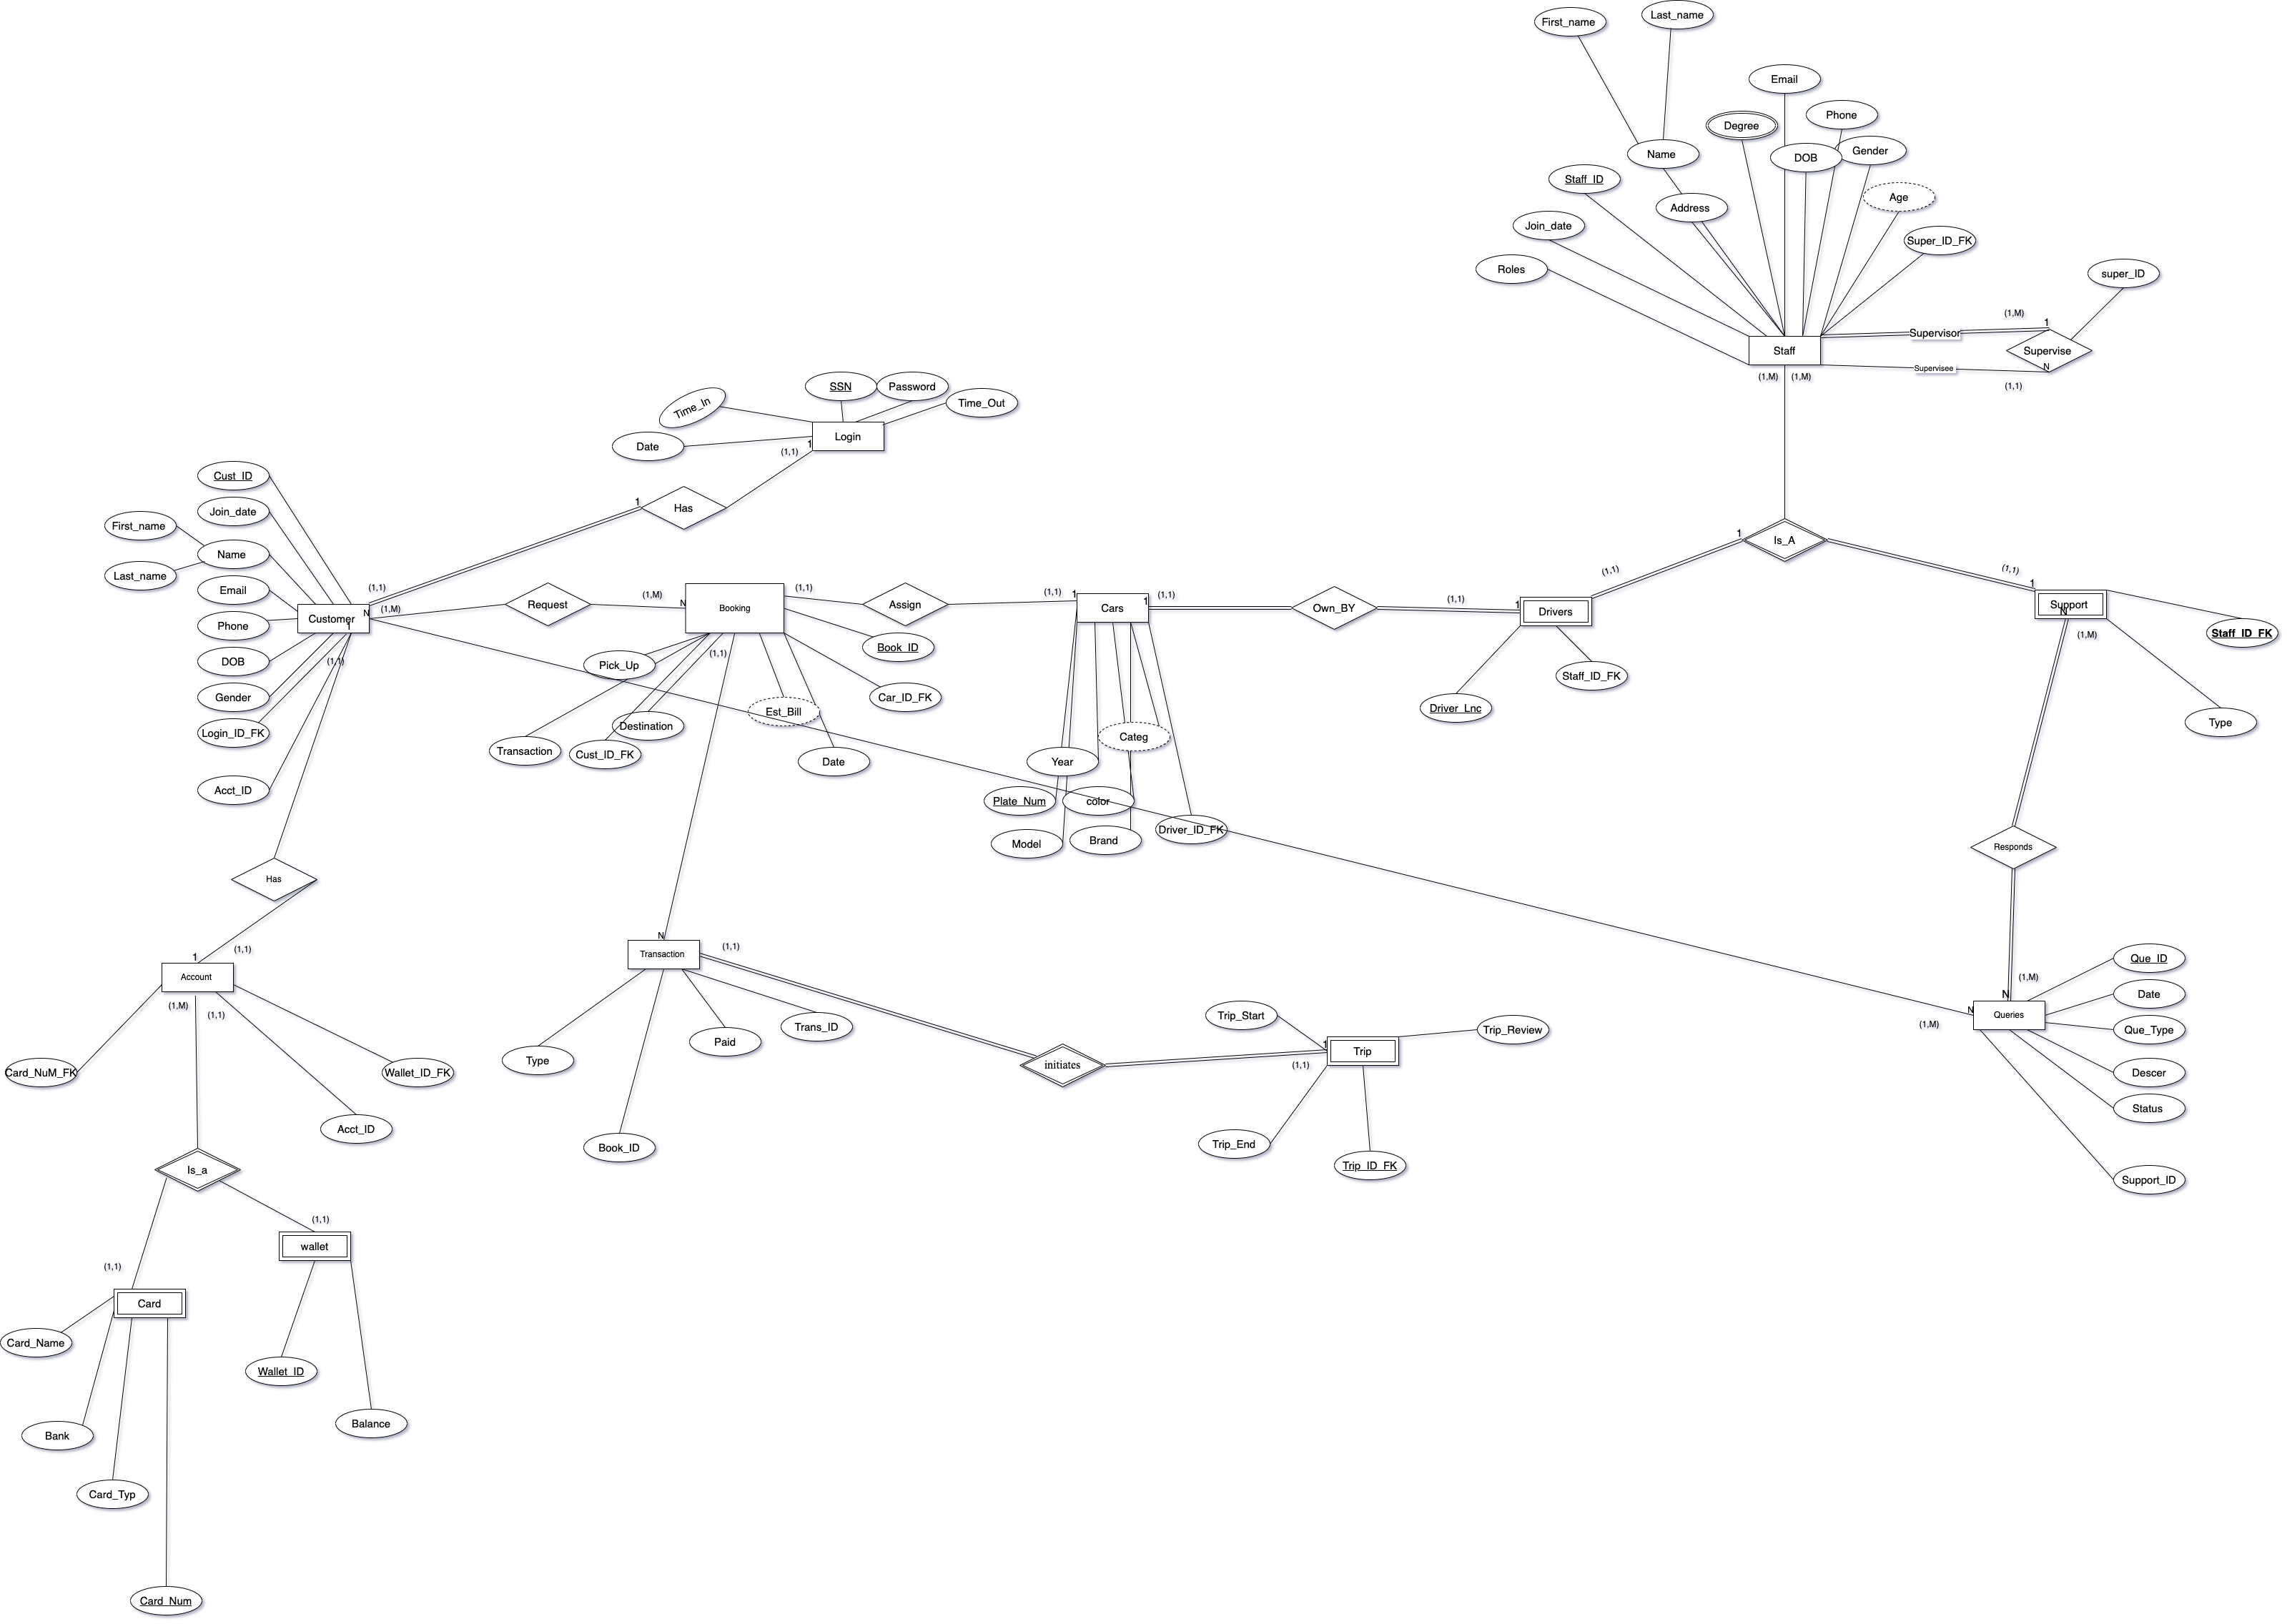 Last_name
First_name
Email
Phone
Degree
Gender
Name
DOB
Staff_ID
Age
Address
Join_date
Super_ID_FK
Roles
super_ID
(1,M)
1
Supervisor
Staff
Supervise
Supervisee
N
(1,M)
(1,M)
(1,1)
SSN
Password
Time_In
Time_Out
Login
Date
1
(1,1)
Cust_ID
1
Has
Join_date
First_name
Name
Last_name
Email
Phone
DOB
Gender
Login_ID_FK
Acct_ID
(1,1)
(1,M)
N
Customer
1
(1,1)
Request
(1,M)
N
Booking
(1,1)
Assign
(1,1)
1
Cars
1
(1,1)
Own_BY
(1,1)
1
Drivers
(1,1)
1
Is_A
(1,1)
1
Support
N
(1,M)
Staff_ID_FK
Book_ID
Pick_Up
(1,1)
Car_ID_FK
Est_Bill
Destination
Transaction
Cust_ID_FK
Date
Staff_ID_FK
Driver_Lnc
Type
Categ
Year
Plate_Num
color
Driver_ID_FK
Model
Brand
Responds
Has
(1,1)
1
Account
(1,M)
(1,1)
N
Transaction
(1,1)
Que_ID
(1,M)
N
Date
N
Queries
(1,M)
Que_Type
Descer
Status
Support_ID
Trip_Start
Trip_Review
Trans_ID
Paid
Type
1
Trip
initiates
(1,1)
Card_NuM_FK
Wallet_ID_FK
Acct_ID
Book_ID
Trip_End
Trip_ID_FK
Is_a
(1,1)
wallet
(1,1)
Card
Card_Name
Wallet_ID
Balance
Bank
Card_Typ
Card_Num